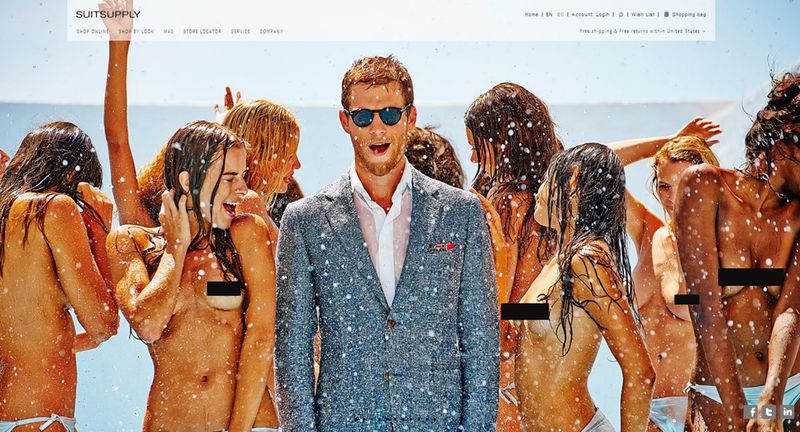 SUITSUPPLY
Home | EN ES | Account: Login | Wish List | Shopping bag
SHOP ONLINE SHOP BY LOOK MAG STORE LOCATOR SERVICE COMPANY
Free shipping & Free returns within United States
f t in